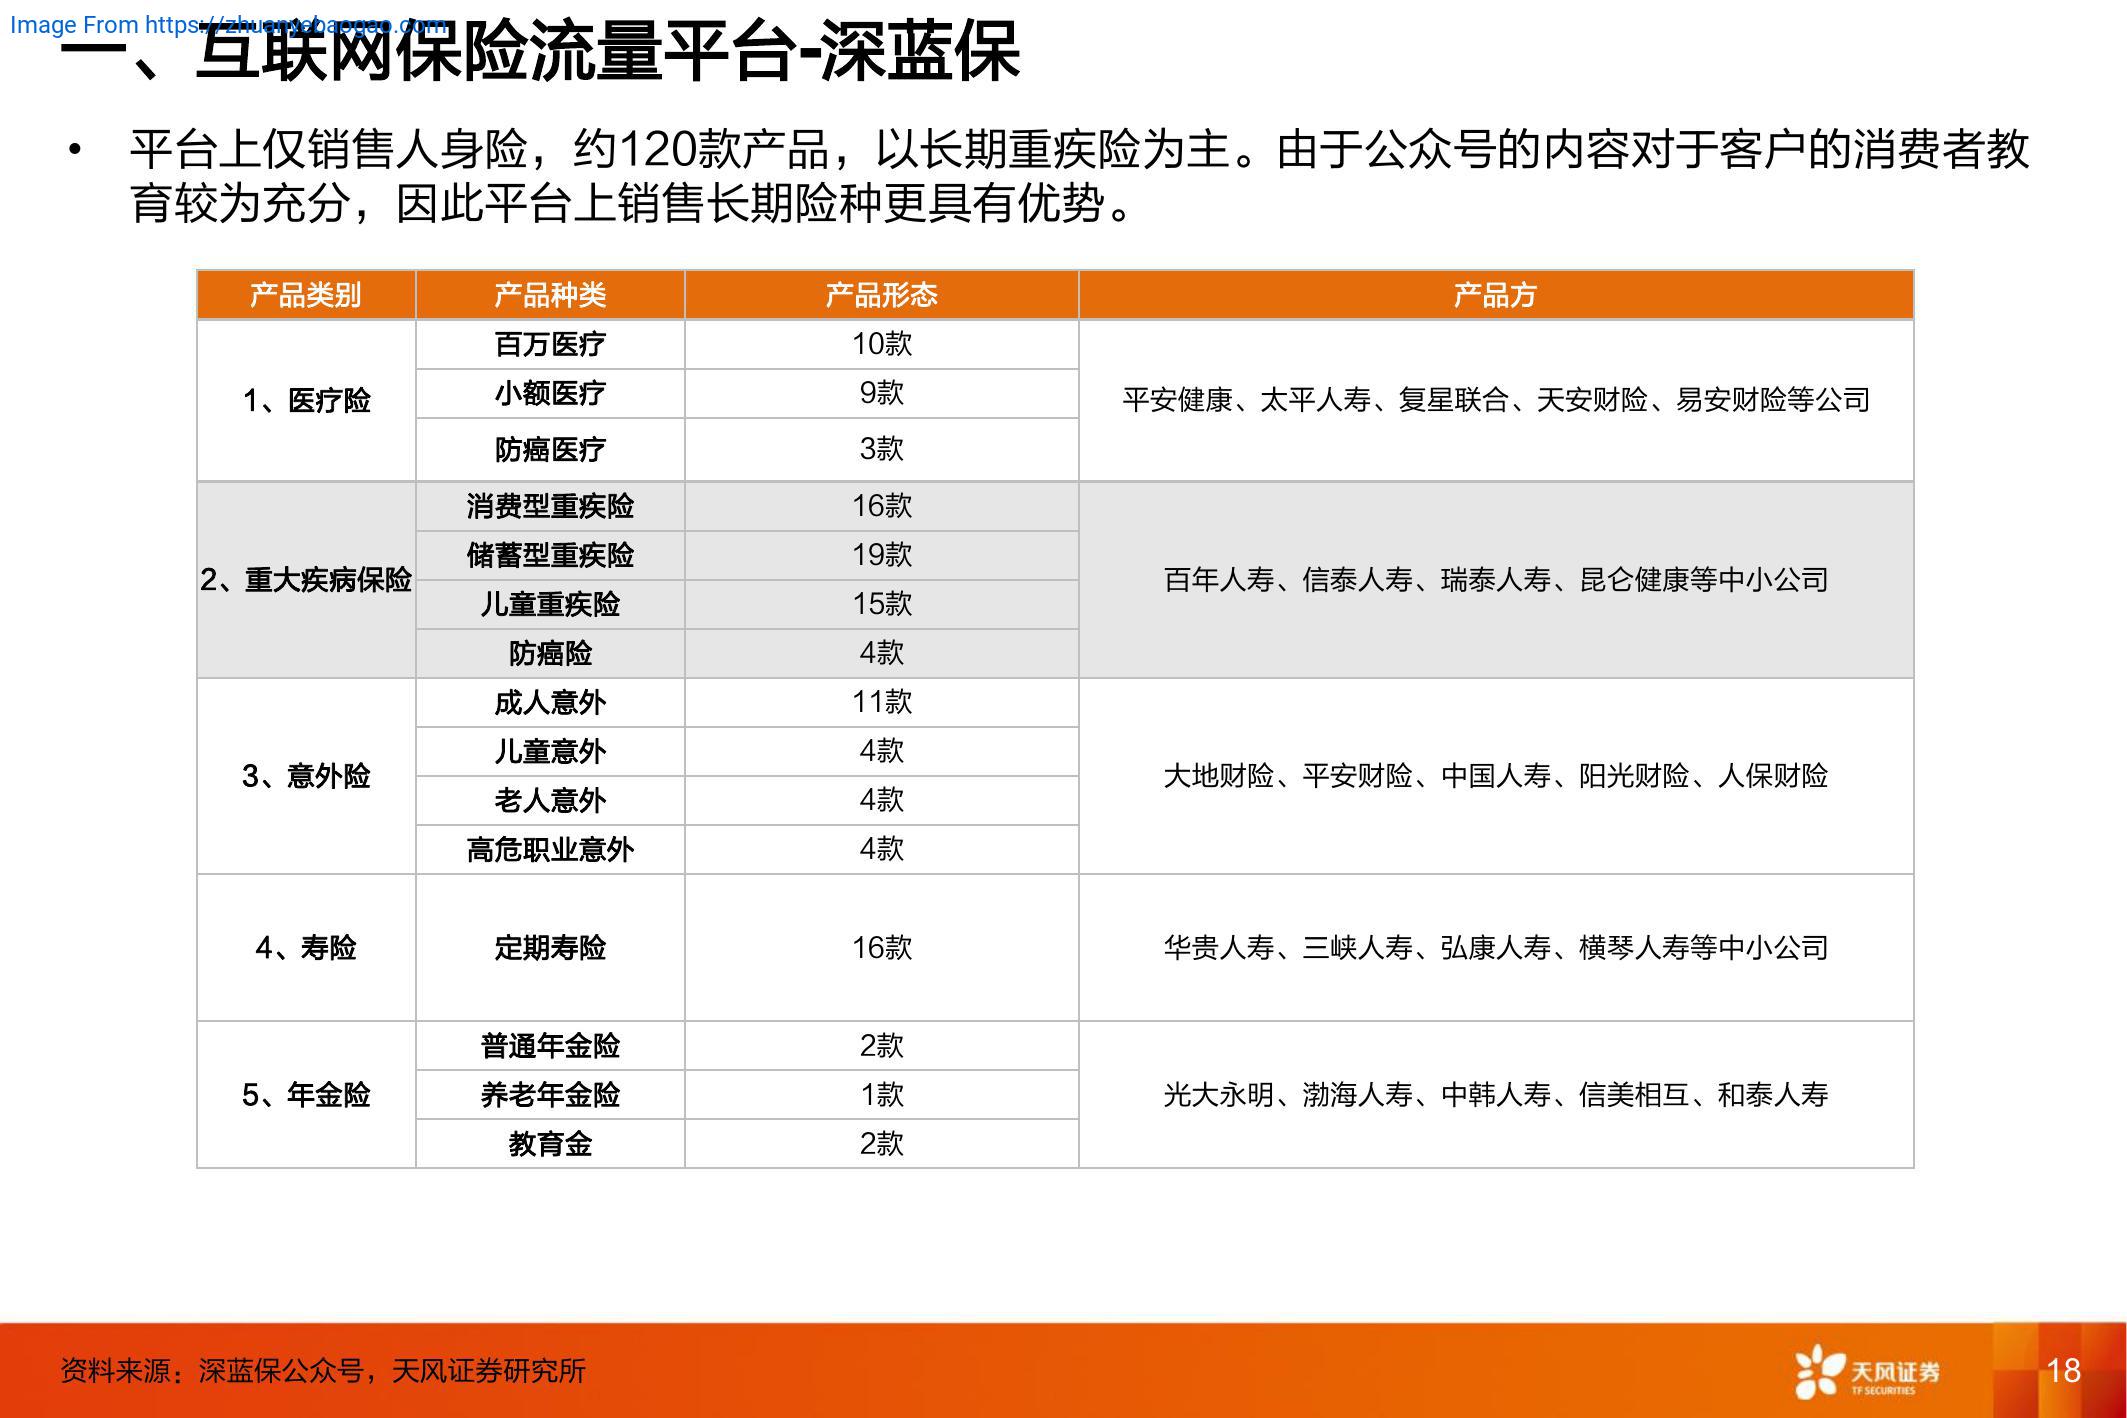 Image From https://zhuanyebaogao.com
一、互联网保险流量平台-深蓝保
• 平台上仅销售人身险，约120款产品，以长期重疾险为主。由于公众号的内容对于客户的消费者教
育较为充分，因此平台上销售长期险种更具有优势。
产品类别 产品种类 产品形态 产品方
1、医疗险 百万医疗 10款 平安健康、太平人寿、复星联合、天安财险、易安财险等公司
小额医疗 9款
防癌医疗 3款
2、重大疾病保险 消费型重疾险 16款 百年人寿、信泰人寿、瑞泰人寿、昆仑健康等中小公司
储蓄型重疾险 19款
儿童重疾险 15款
防癌险 4款
3、意外险 成人意外 11款 大地财险、平安财险、中国人寿、阳光财险、人保财险
儿童意外 4款
老人意外 4款
高危职业意外 4款
4、寿险 定期寿险 16款 华贵人寿、三峡人寿、弘康人寿、横琴人寿等中小公司
5、年金险 普通年金险 2款 光大永明、渤海人寿、中韩人寿、信美相互、和泰人寿
养老年金险 1款
教育金 2款
资料来源：深蓝保公众号，天风证券研究所
天风证券
TF SECURITIES
18